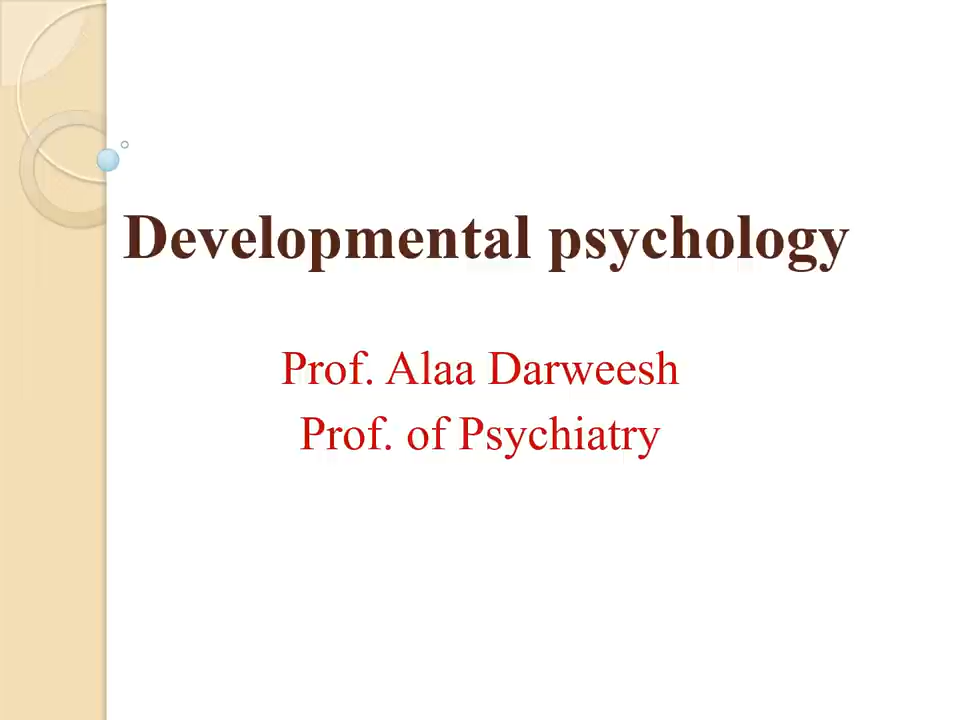 Developmental psychology
Prof. Alaa Darweesh
Prof. of Psychiatry